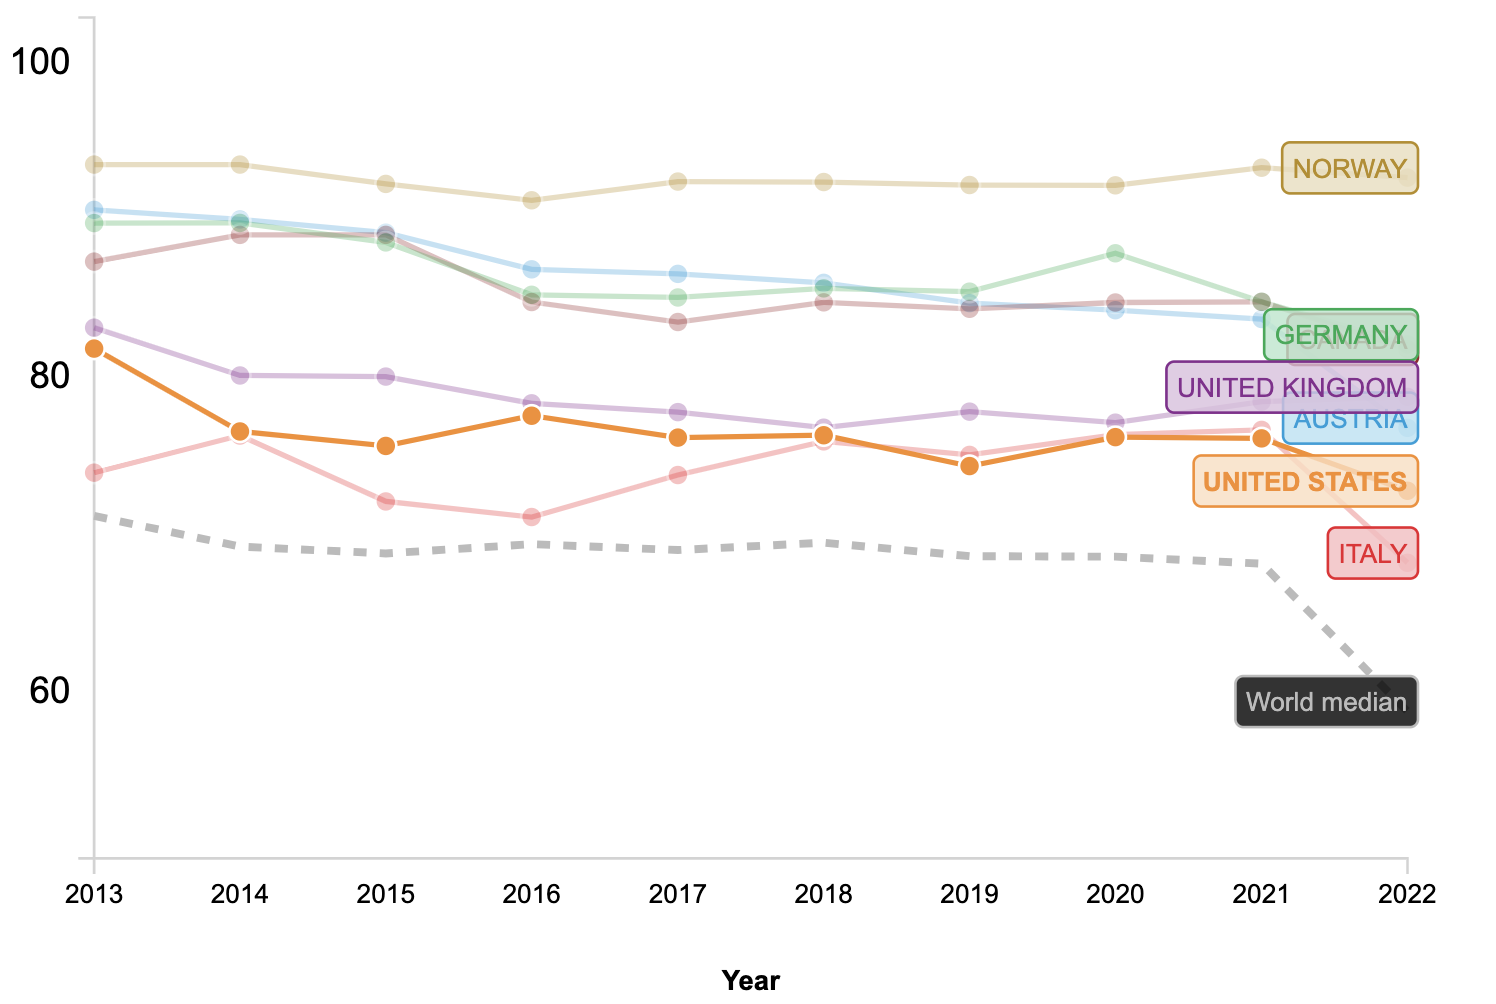 100
80
60
NORWAY
GERMANY
CANADA
UNITED KINGDOM
AUSTRIA
UNITED STATES
ITALY
World median
2013 2014 2015 2016 2017 2018 2019 2020 2021 2022
Year